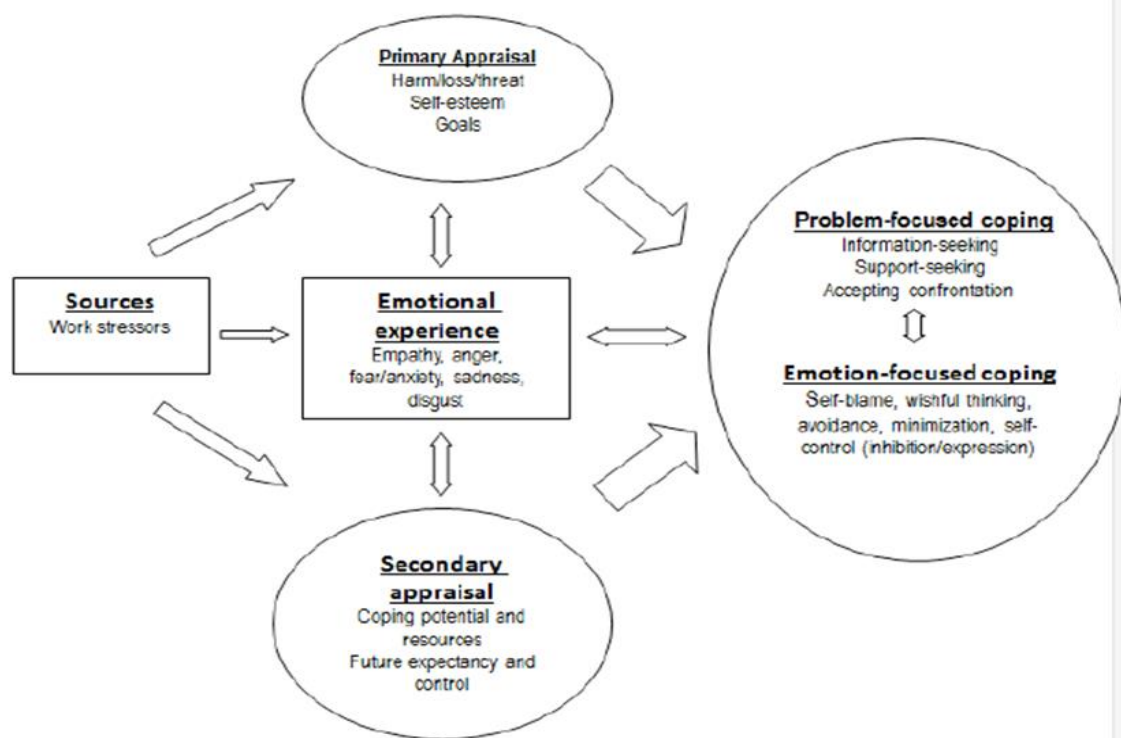 Primary Appraisal
Harm/loss/threat
Self-esteem
Goals
Sources
Work stressors
Emotional
experience
Empathy, anger,
fear/anxiety, sadness,
disgust
Secondary
appraisal
Coping potential and
resources
Future expectancy and
control
Problem-focused coping
Information-seeking
Support-seeking
Accepting confrontation
Emotion-focused coping
Self-blame, wishful thinking,
avoidance, minimization, self-
control (inhibition/expression)